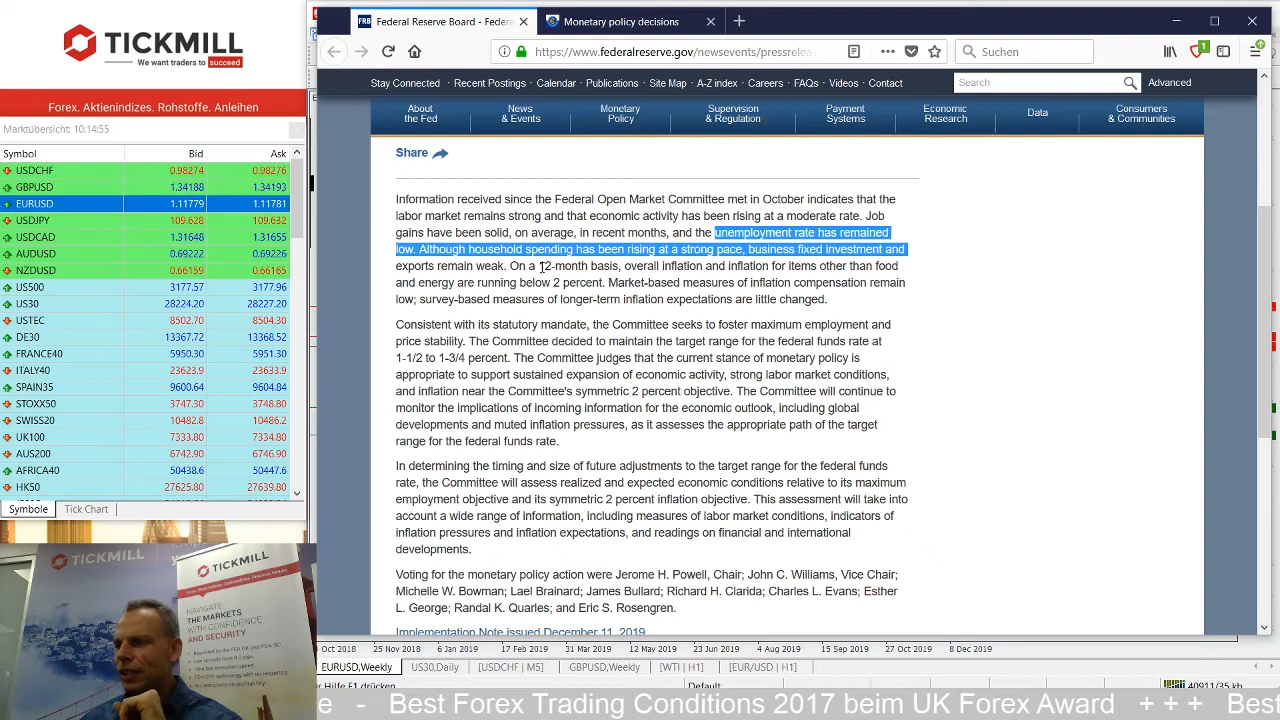 TICKMILL
We want traders to succeed
Forex. Aktienindizes. Rohstoffe. Anleihen
Marktübersicht: 10:14:55
Symbol Bid Ask
USDCHF 0.98274 0.98276
GBPUSD 1.34188 1.34193
EURUSD 1.11779 1.11781
USDJPY 109.628 109.632
USDCAD 1.31648 1.31654
AUDUSD 0.69222 0.69226
NZDUSD 0.66159 0.66159
US500 3177.57 3177.96
US30 28224.20 28227.20
USTEC 8502.70 8504.30
DE30 13367.72 13368.52
FRANCE40 5950.30 5951.30
ITALY40 23623.9 23633.9
SPAIN35 9600.64 9604.84
STOXX50 3747.30 3748.80
SWISS20 10482.8 10486.2
UK100 7333.80 7334.80
AUS200 6742.90 6746.90
AFRICA40 50438.6 50447.6
HK50 27625.80 27639.80
Symbole Tick Chart
FRB Federal Reserve Board - Federa
Monetary policy decisions
https://www.federalreserve.gov/newsevents/pressrelea
Suchen
1
Stay Connected Recent Postings Calendar Publications Site Map A-Z index Careers FAQs Videos Contact
Search
Advanced
About the Fed
News & Events
Monetary Policy
Supervision & Regulation
Payment Systems
Economic Research
Data
Consumers & Communities
Share
Information received since the Federal Open Market Committee met in October indicates that the
labor market remains strong and that economic activity has been rising at a moderate rate. Job
gains have been solid, on average, in recent months, and the unemployment rate has remained
low. Although household spending has been rising at a strong pace, business fixed investment and
exports remain weak. On a 12-month basis, overall inflation and inflation for items other than food
and energy are running below 2 percent. Market-based measures of inflation compensation remain
low; survey-based measures of longer-term inflation expectations are little changed.
Consistent with its statutory mandate, the Committee seeks to foster maximum employment and
price stability. The Committee decided to maintain the target range for the federal funds rate at
1-1/2 to 1-3/4 percent. The Committee judges that the current stance of monetary policy is
appropriate to support sustained expansion of economic activity, strong labor market conditions,
and inflation near the Committee's symmetric 2 percent objective. The Committee will continue to
monitor the implications of incoming information for the economic outlook, including global
developments and muted inflation pressures, as it assesses the appropriate path of the target
range for the federal funds rate.
In determining the timing and size of future adjustments to the target range for the federal funds
rate, the Committee will assess realized and expected economic conditions relative to its maximum
employment objective and its symmetric 2 percent inflation objective. This assessment will take into
account a wide range of information, including measures of labor market conditions, indicators of
inflation pressures and inflation expectations, and readings on financial and international
developments.
Voting for the monetary policy action were Jerome H. Powell, Chair; John C. Williams, Vice Chair;
Michelle W. Bowman; Lael Brainard; James Bullard; Richard H. Clarida; Charles L. Evans; Esther
L. George; Randal K. Quarles; and Eric S. Rosengren.
Implementation Note issued December 11, 2019
Oct 2018 25 Nov 2018 6 Jan 2019 17 Feb 2019 31 Mar 2019 12 May 2019 23 Jun 2019 4 Aug 2019 15 Sep 2019 27 Oct 2019 8 Dec 2019
EURUSD,Weekly US30,Daily [USDCHF | M5] GBPUSD,Weekly [WTI | H1] [EUR/USD | H1]
Hilfe F1 drücken
Default
40911/35 kb
TICKMILL
TICKMILL
NAVIGATE
THE MARKETS
WITH CONFIDENCE
AND SECURITY
e - Best Forex Trading Conditions 2017 beim UK Forex Award + + + Bes